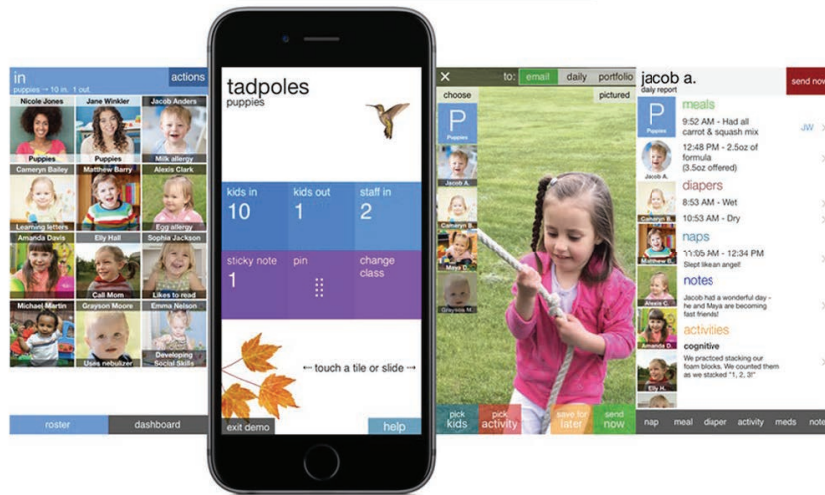 in
actions
puppies → 10 in. 1 out.
Nicole Jones
Jane Winkler
Jacob Anders
Puppies
Puppies
Milk allergy
Cameryn Bailey
Matthew Barry
Alexis Clark
Learning letters
Egg allergy
Amanda Davis
Elly Hall
Sophia Jackson
Call Mom
Likes to read
Michael Martin
Grayson Moore
Emma Nelson
Uses nebulizer
Developing
Social Skills
roster
dashboard
tadpoles
puppies
kids in
10
kids out
1
staff in
2
sticky note
1
pin
change
class
← touch a tile or slide →
exit demo
help
X
to:
email
daily
portfolio
choose
pictured
P
Puppies
Jacob A.
Cameryn B.
Maya D.
Grayson M.
pick
kids
pick
activity
save for
later
send
now
jacob a.
daily report
send now
P
Puppies
Jacob A.
Cameryn B.
Matthew B.
Alexis C.
Amanda D.
Elly H.
meals
9:52 AM - Had all
carrot & squash mix
JW
12:48 PM - 2.5oz of
formula
(3.5oz offered)
diapers
8:53 AM - Wet
10:53 AM - Dry
naps
11:05 AM - 12:34 PM
Slept like an angel!
notes
Jacob had a wonderful day -
he and Maya are becoming
fast friends!
activities
cognitive
We practced stacking our
foam blocks. We counted them
as we stacked "1, 2, 3!"
nap
meal
diaper
activity
meds
note